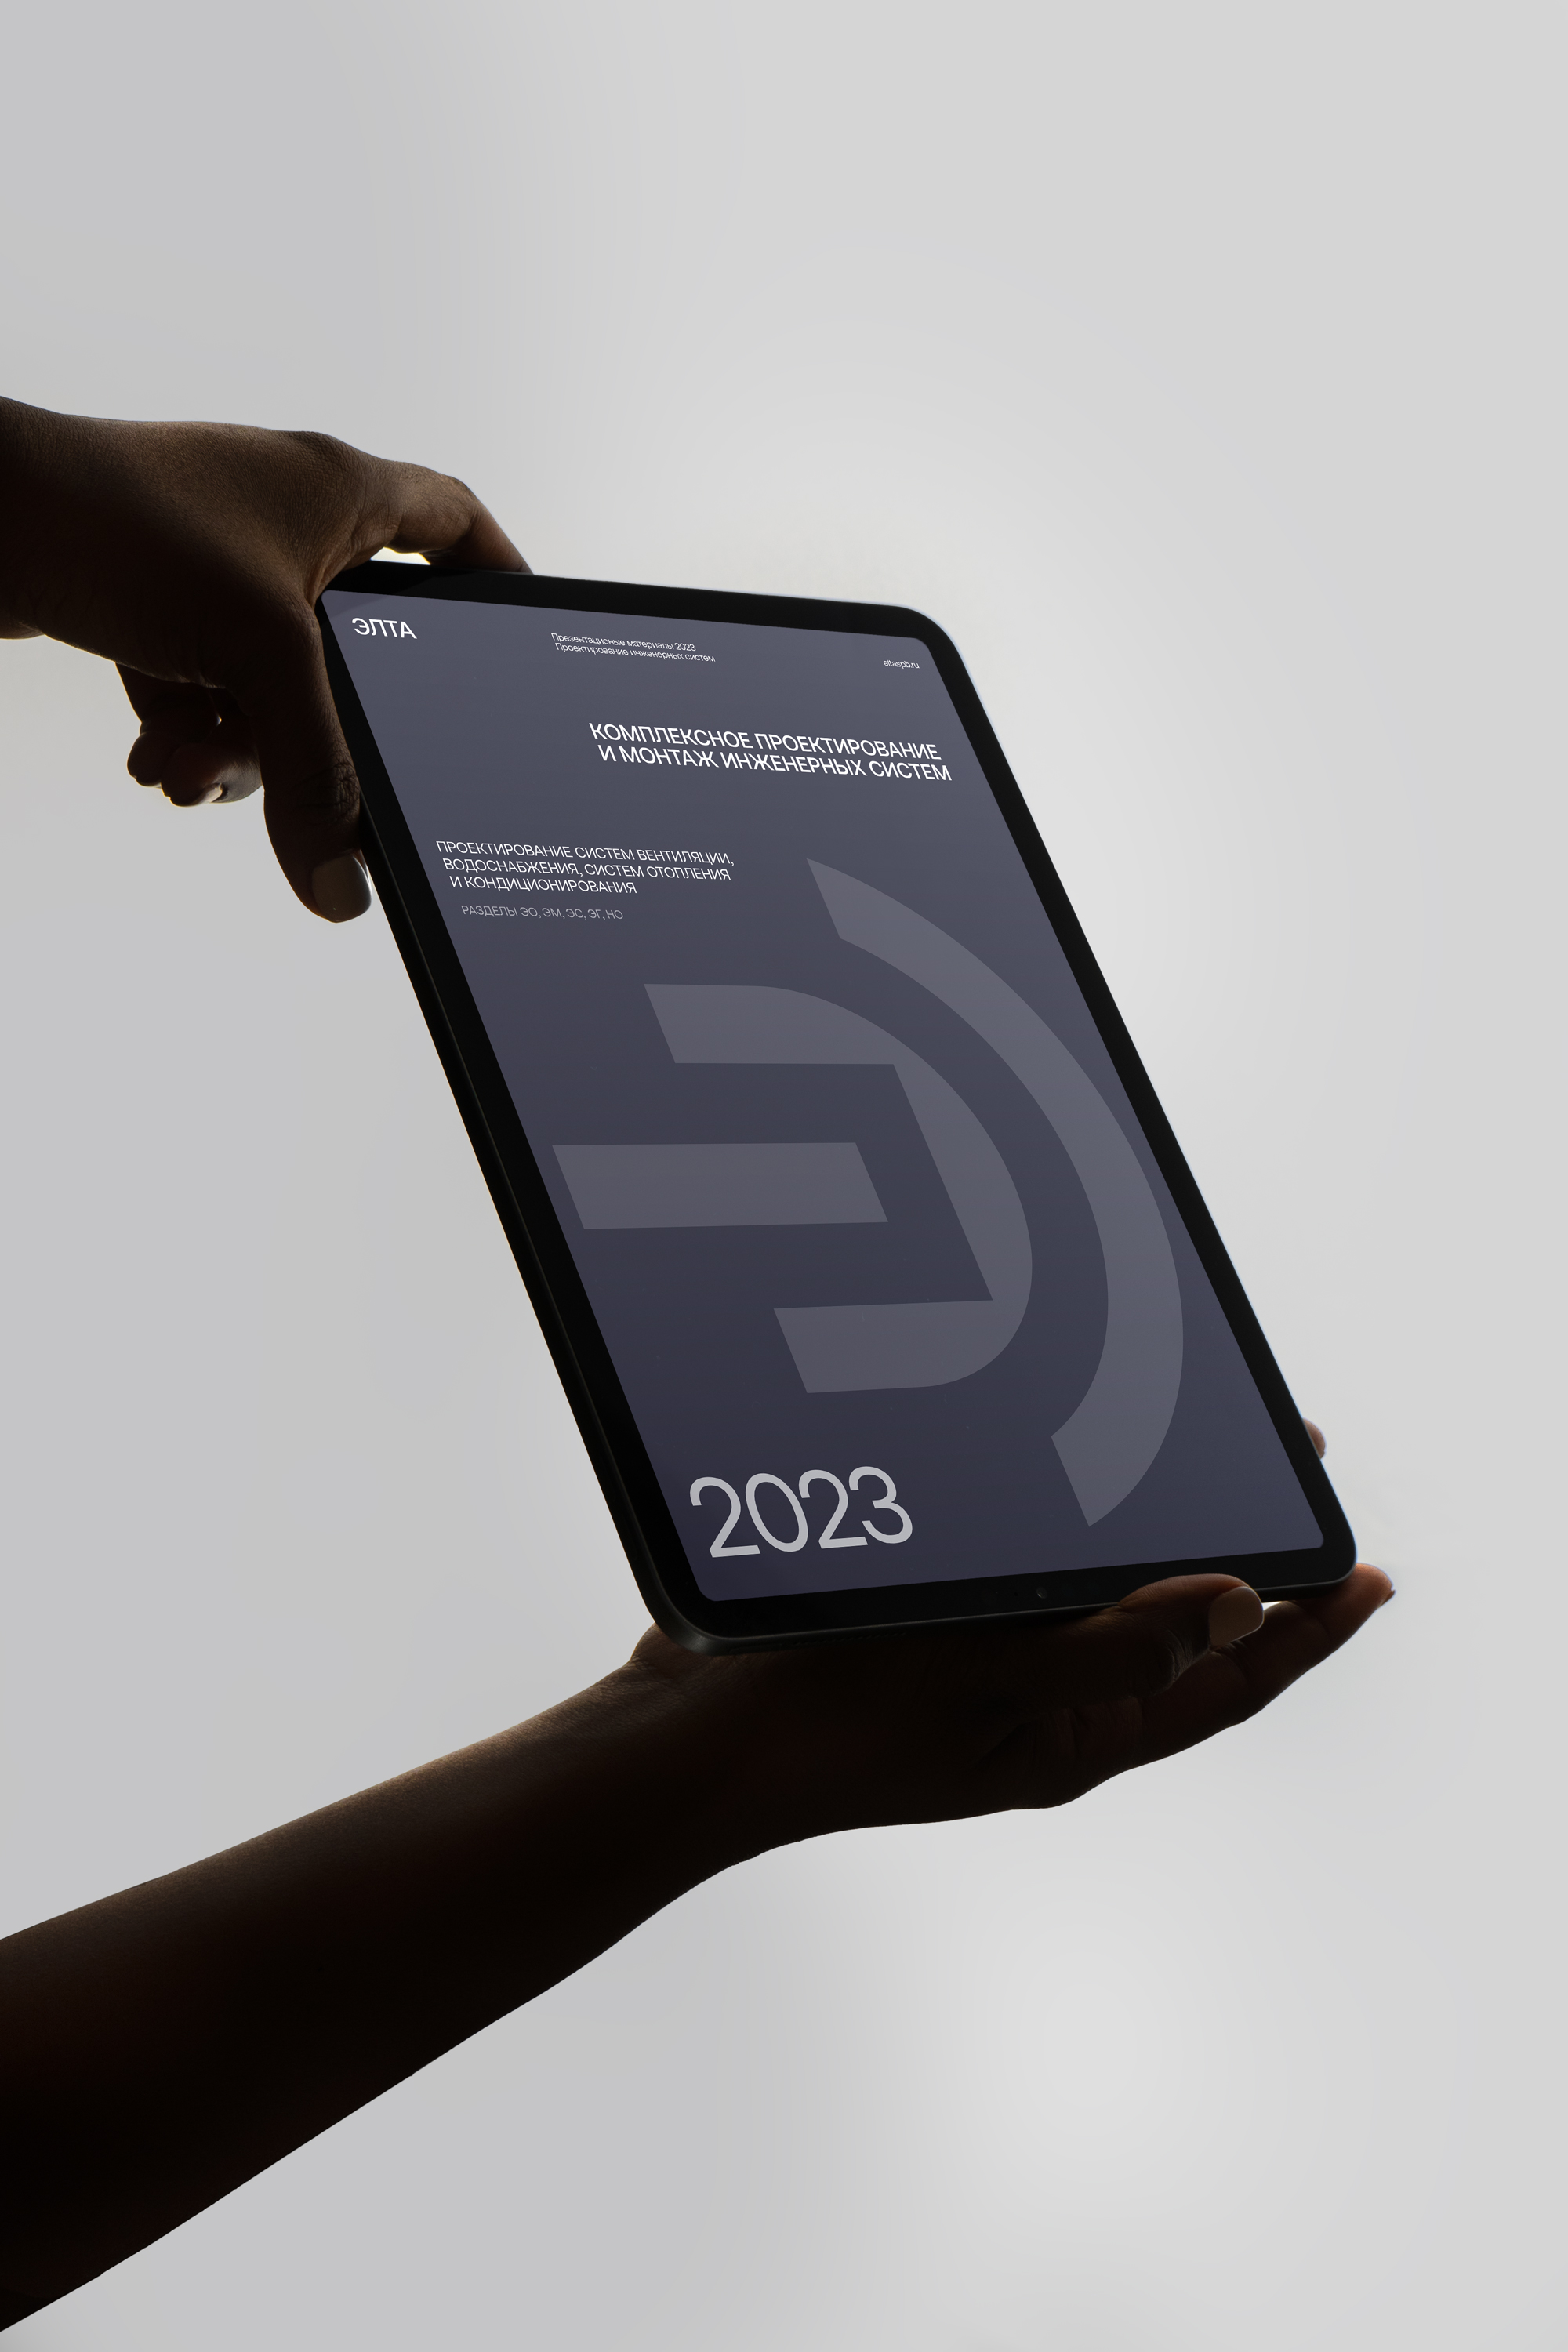 ЭЛТА
Презентационые материалы 2023
Проектирование инженерных систем
eltaspb.ru
КОМПЛЕКСНОЕ ПРОЕКТИРОВАНИЕ
И МОНТАЖ ИНЖЕНЕРНЫХ СИСТЕМ
ПРОЕКТИРОВАНИЕ СИСТЕМ ВЕНТИЛЯЦИИ,
ВОДОСНАБЖЕНИЯ, СИСТЕМ ОТОПЛЕНИЯ
И КОНДИЦИОНИРОВАНИЯ
РАЗДЕЛЫ ЭО, ЭМ, ЭС, ЭГ, НО
2023